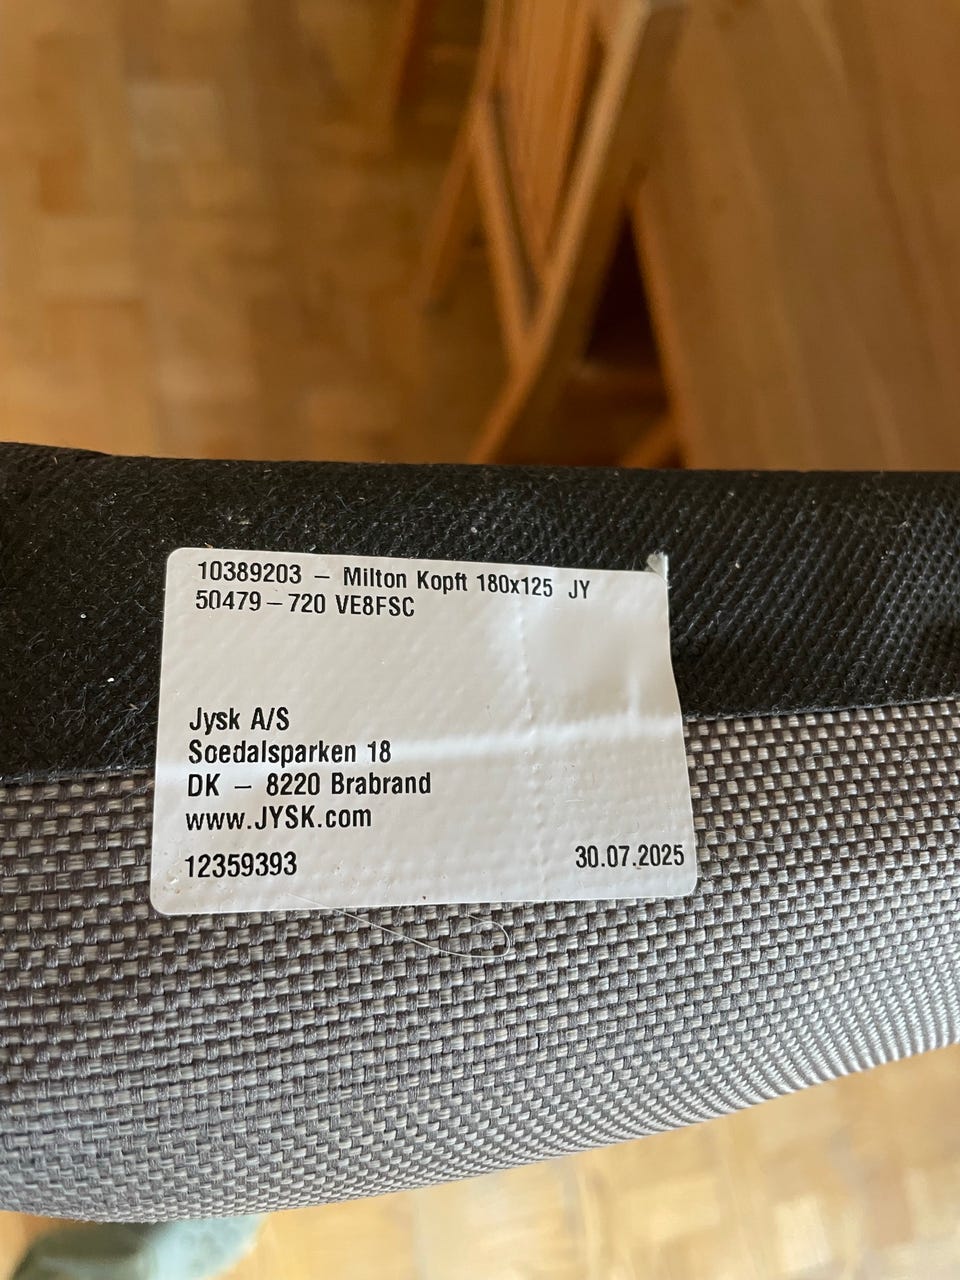 10389203 – Milton Kopft 180x125 JY
50479–720 VE8FSC
Jysk A/S
Soedalsparken 18
DK – 8220 Brabrand
www.JYSK.com
12359393
30.07.2025